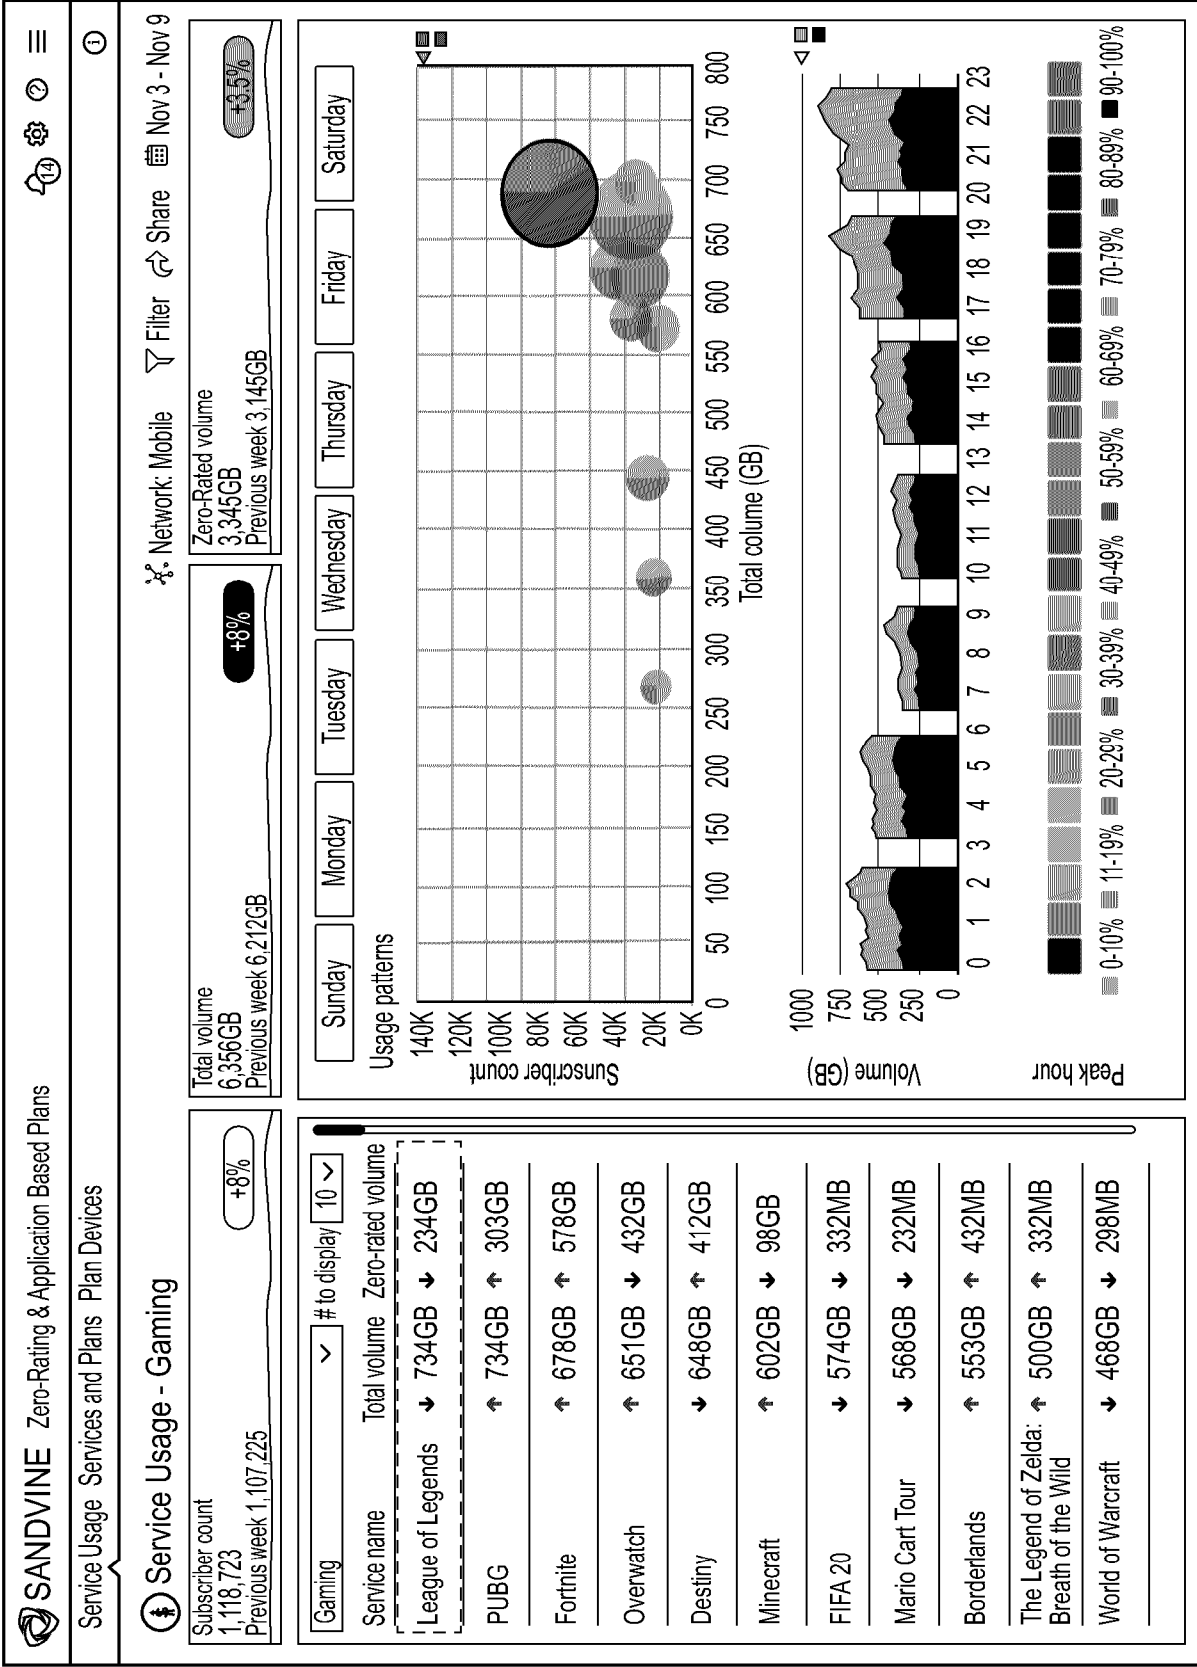 SANDVINE Zero-Rating & Application Based Plans
14 ?
Service Usage Services and Plans Plan Devices
i
Service Usage - Gaming
Network: Mobile Filter Share Nov 3 - Nov 9
Subscriber count
1,118,723
Previous week 1,107,225
+8%
Total volume
6,356GB
Previous week 6,212GB
+8%
Zero-Rated volume
3,345GB
Previous week 3,145GB
+3.5%
Gaming # to display 10
Service name Total volume Zero-rated volume
League of Legends 734GB 234GB
PUBG 734GB 303GB
Fortnite 678GB 578GB
Overwatch 651GB 432GB
Destiny 648GB 412GB
Minecraft 602GB 98GB
FIFA 20 574GB 332MB
Mario Cart Tour 568GB 232MB
Borderlands 553GB 432MB
The Legend of Zelda:
Breath of the Wild 500GB 332MB
World of Warcraft 468GB 298MB
Sunday Monday Tuesday Wednesday Thursday Friday Saturday
Usage patterns
Sunscriber count
140K
120K
100K
80K
60K
40K
20K
0K
0 50 100 150 200 250 300 350 400 450 500 550 600 650 700 750 800
Total colume (GB)
Volume (GB)
1000
750
500
250
0
0 1 2 3 4 5 6 7 8 9 10 11 12 13 14 15 16 17 18 19 20 21 22 23
Peak hour
0-10% 11-19% 20-29% 30-39% 40-49% 50-59% 60-69% 70-79% 80-89% 90-100%